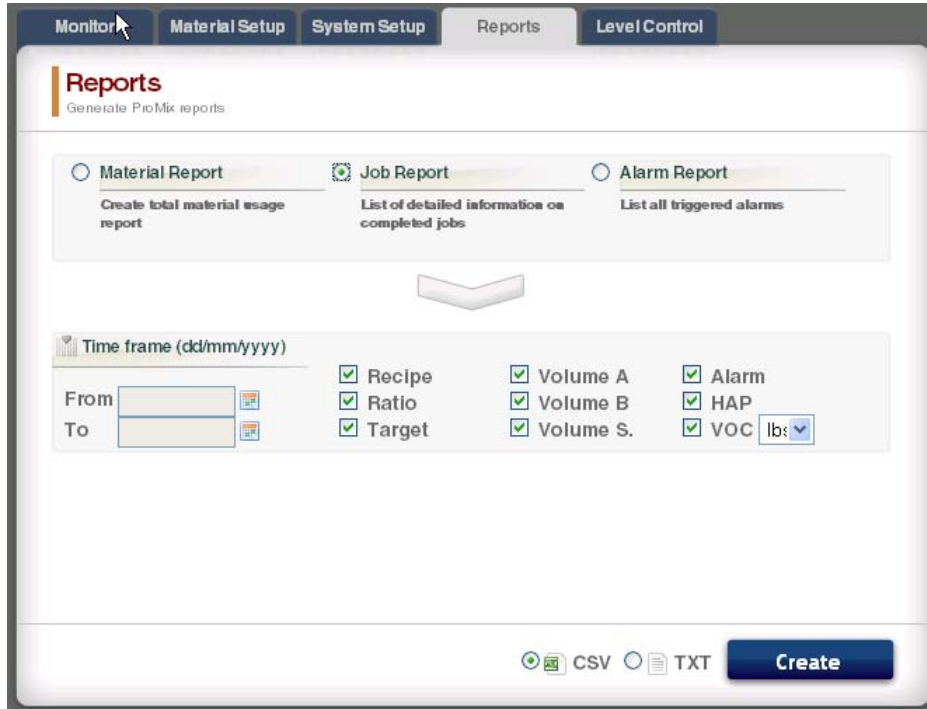 Monitor Material Setup System Setup Reports Level Control
Reports
Generate ProMix reports
Material Report Job Report Alarm Report
Create total material usage List of detailed information on List all triggered alarms
report completed jobs
Time frame (dd/mm/yyyy)
Recipe Volume A Alarm
From Ratio Volume B HAP
To Target Volume S. VOC lbs
CSV TXT Create